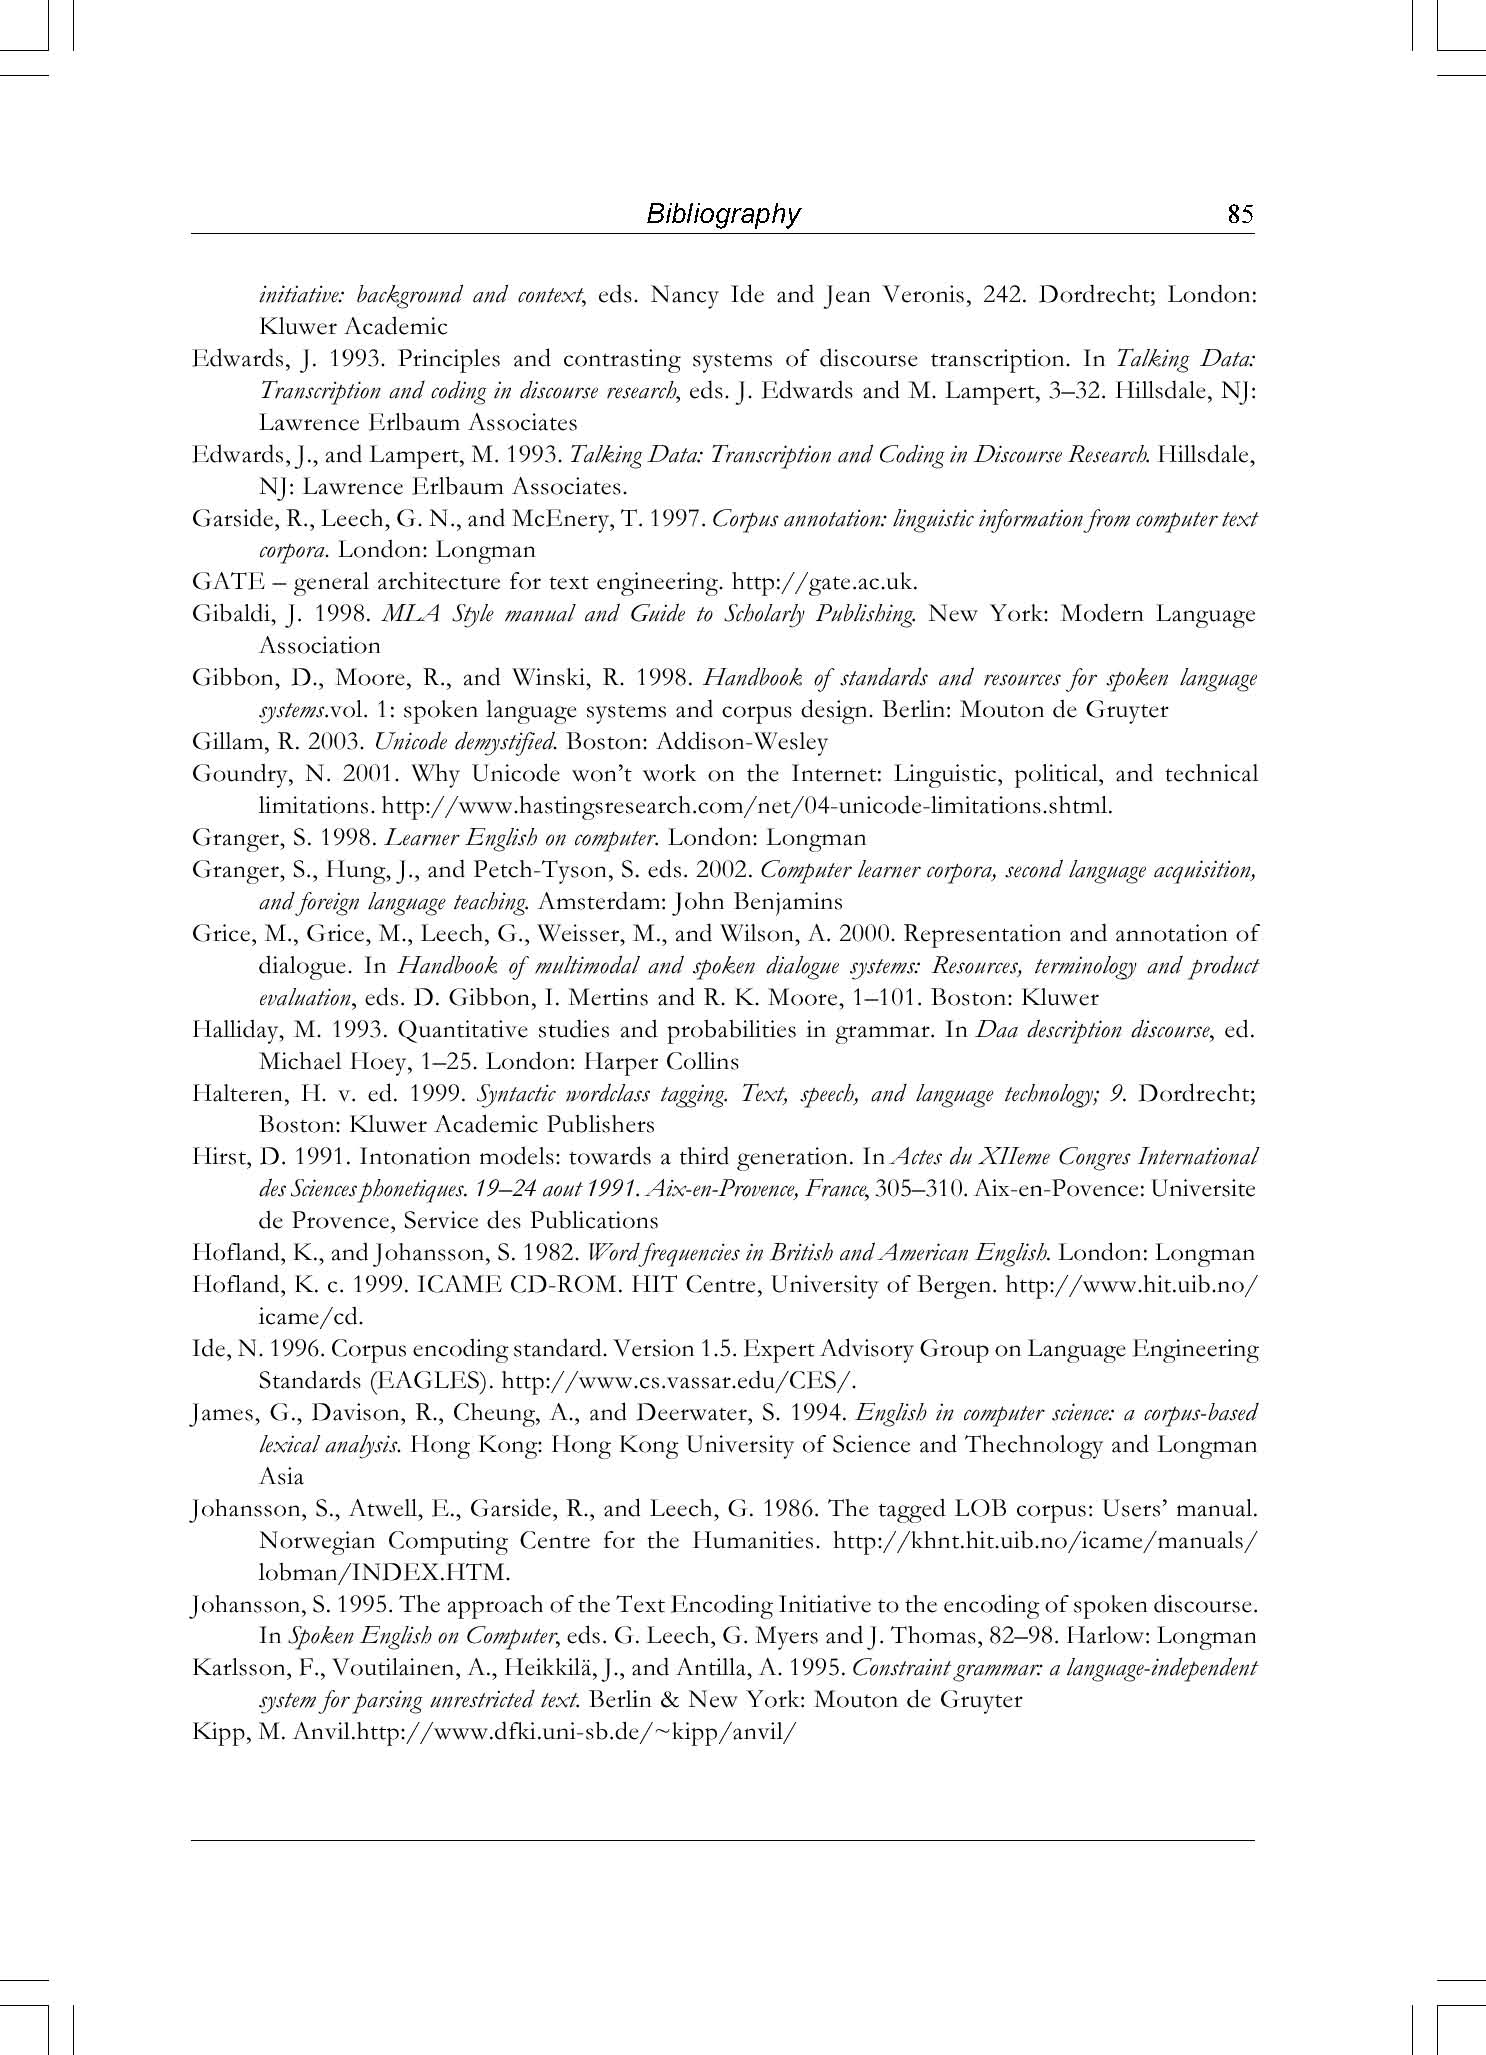 Bibliography 85
initiative: background and context, eds. Nancy Ide and Jean Veronis, 242. Dordrecht; London:
Kluwer Academic
Edwards, J. 1993. Principles and contrasting systems of discourse transcription. In Talking Data:
Transcription and coding in discourse research, eds. J. Edwards and M. Lampert, 3–32. Hillsdale, NJ:
Lawrence Erlbaum Associates
Edwards, J., and Lampert, M. 1993. Talking Data: Transcription and Coding in Discourse Research. Hillsdale,
NJ: Lawrence Erlbaum Associates.
Garside, R., Leech, G. N., and McEnery, T. 1997. Corpus annotation: linguistic information from computer text
corpora. London: Longman
GATE – general architecture for text engineering. http://gate.ac.uk.
Gibaldi, J. 1998. MLA Style manual and Guide to Scholarly Publishing. New York: Modern Language
Association
Gibbon, D., Moore, R., and Winski, R. 1998. Handbook of standards and resources for spoken language
systems.vol. 1: spoken language systems and corpus design. Berlin: Mouton de Gruyter
Gillam, R. 2003. Unicode demystified. Boston: Addison-Wesley
Goundry, N. 2001. Why Unicode won’t work on the Internet: Linguistic, political, and technical
limitations. http://www.hastingsresearch.com/net/04-unicode-limitations.shtml.
Granger, S. 1998. Learner English on computer. London: Longman
Granger, S., Hung, J., and Petch-Tyson, S. eds. 2002. Computer learner corpora, second language acquisition,
and foreign language teaching. Amsterdam: John Benjamins
Grice, M., Grice, M., Leech, G., Weisser, M., and Wilson, A. 2000. Representation and annotation of
dialogue. In Handbook of multimodal and spoken dialogue systems: Resources, terminology and product
evaluation, eds. D. Gibbon, I. Mertins and R. K. Moore, 1–101. Boston: Kluwer
Halliday, M. 1993. Quantitative studies and probabilities in grammar. In Daa description discourse, ed.
Michael Hoey, 1–25. London: Harper Collins
Halteren, H. v. ed. 1999. Syntactic wordclass tagging. Text, speech, and language technology; 9. Dordrecht;
Boston: Kluwer Academic Publishers
Hirst, D. 1991. Intonation models: towards a third generation. In Actes du XIIeme Congres International
des Sciences phonetiques. 19–24 aout 1991. Aix-en-Provence, France, 305–310. Aix-en-Povence: Universite
de Provence, Service des Publications
Hofland, K., and Johansson, S. 1982. Word frequencies in British and American English. London: Longman
Hofland, K. c. 1999. ICAME CD-ROM. HIT Centre, University of Bergen. http://www.hit.uib.no/
icame/cd.
Ide, N. 1996. Corpus encoding standard. Version 1.5. Expert Advisory Group on Language Engineering
Standards (EAGLES). http://www.cs.vassar.edu/CES/.
James, G., Davison, R., Cheung, A., and Deerwater, S. 1994. English in computer science: a corpus-based
lexical analysis. Hong Kong: Hong Kong University of Science and Thechnology and Longman
Asia
Johansson, S., Atwell, E., Garside, R., and Leech, G. 1986. The tagged LOB corpus: Users’ manual.
Norwegian Computing Centre for the Humanities. http://khnt.hit.uib.no/icame/manuals/
lobman/INDEX.HTM.
Johansson, S. 1995. The approach of the Text Encoding Initiative to the encoding of spoken discourse.
In Spoken English on Computer, eds. G. Leech, G. Myers and J. Thomas, 82–98. Harlow: Longman
Karlsson, F., Voutilainen, A., Heikkilä, J., and Antilla, A. 1995. Constraint grammar: a language-independent
system for parsing unrestricted text. Berlin & New York: Mouton de Gruyter
Kipp, M. Anvil.http://www.dfki.uni-sb.de/~kipp/anvil/